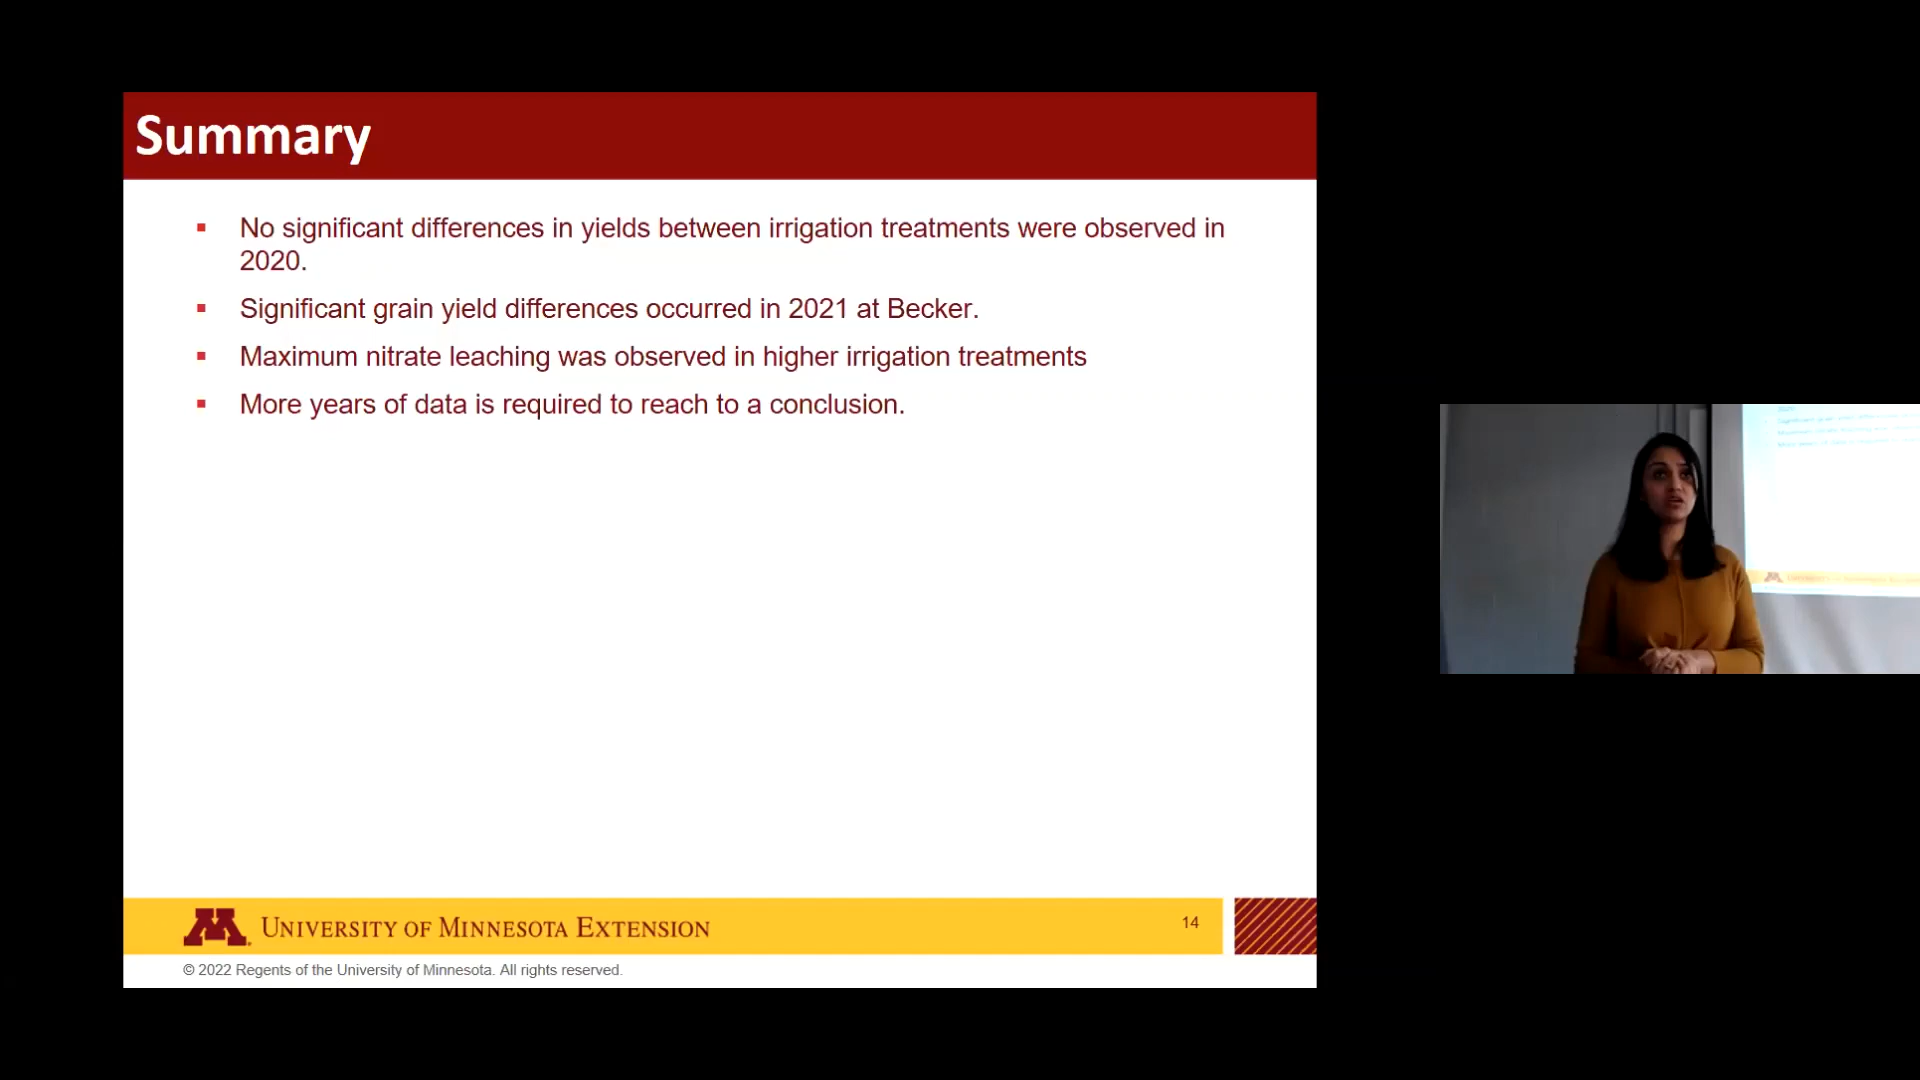 Summary
▪ No significant differences in yields between irrigation treatments were observed in
2020.
▪ Significant grain yield differences occurred in 2021 at Becker.
▪ Maximum nitrate leaching was observed in higher irrigation treatments
▪ More years of data is required to reach to a conclusion.
UNIVERSITY OF MINNESOTA EXTENSION
14
© 2022 Regents of the University of Minnesota. All rights reserved.